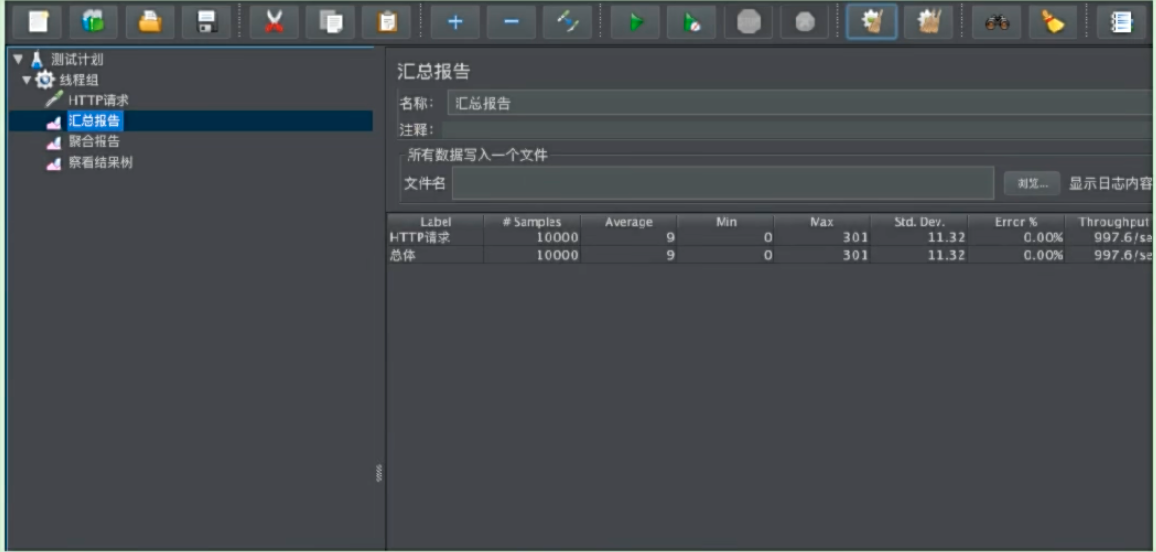 测试计划
线程组
HTTP请求
汇总报告
聚合报告
察看结果树
汇总报告
名称： 汇总报告
注释：
所有数据写入一个文件
文件名 浏览... 显示日志内容
Label # Samples Average Min Max Std. Dev. Error % Throughput
HTTP请求 10000 9 0 301 11.32 0.00% 997.6/se
总体 10000 9 0 301 11.32 0.00% 997.6/se